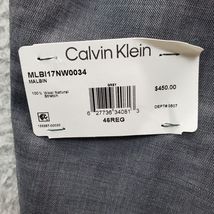 Calvin Klein
MLBI17NW0034
MALBIN
GREY
100% Wool Natural
Stretch
$450.00
6 27736 34081 3
DEPT# 0807
46REG